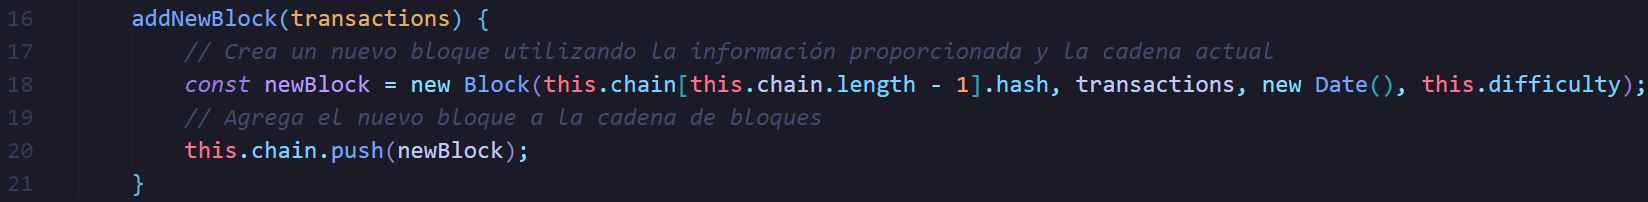 16 addNewBlock(transactions) {
17 // Crea un nuevo bloque utilizando la información proporcionada y la cadena actual
18 const newBlock = new Block(this.chain[this.chain.length - 1].hash, transactions, new Date(), this.difficulty);
19 // Agrega el nuevo bloque a la cadena de bloques
20 this.chain.push(newBlock);
21 }